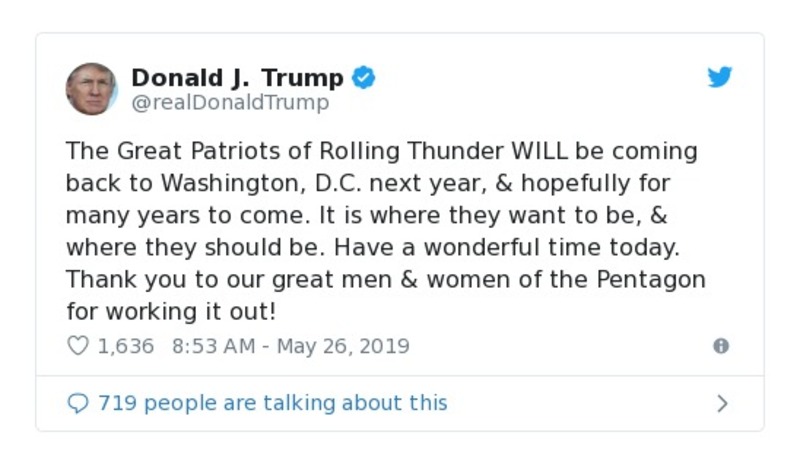 Donald J. Trump
@realDonaldTrump
The Great Patriots of Rolling Thunder WILL be coming
back to Washington, D.C. next year, & hopefully for
many years to come. It is where they want to be, &
where they should be. Have a wonderful time today.
Thank you to our great men & women of the Pentagon
for working it out!
1,636 8:53 AM - May 26, 2019
719 people are talking about this